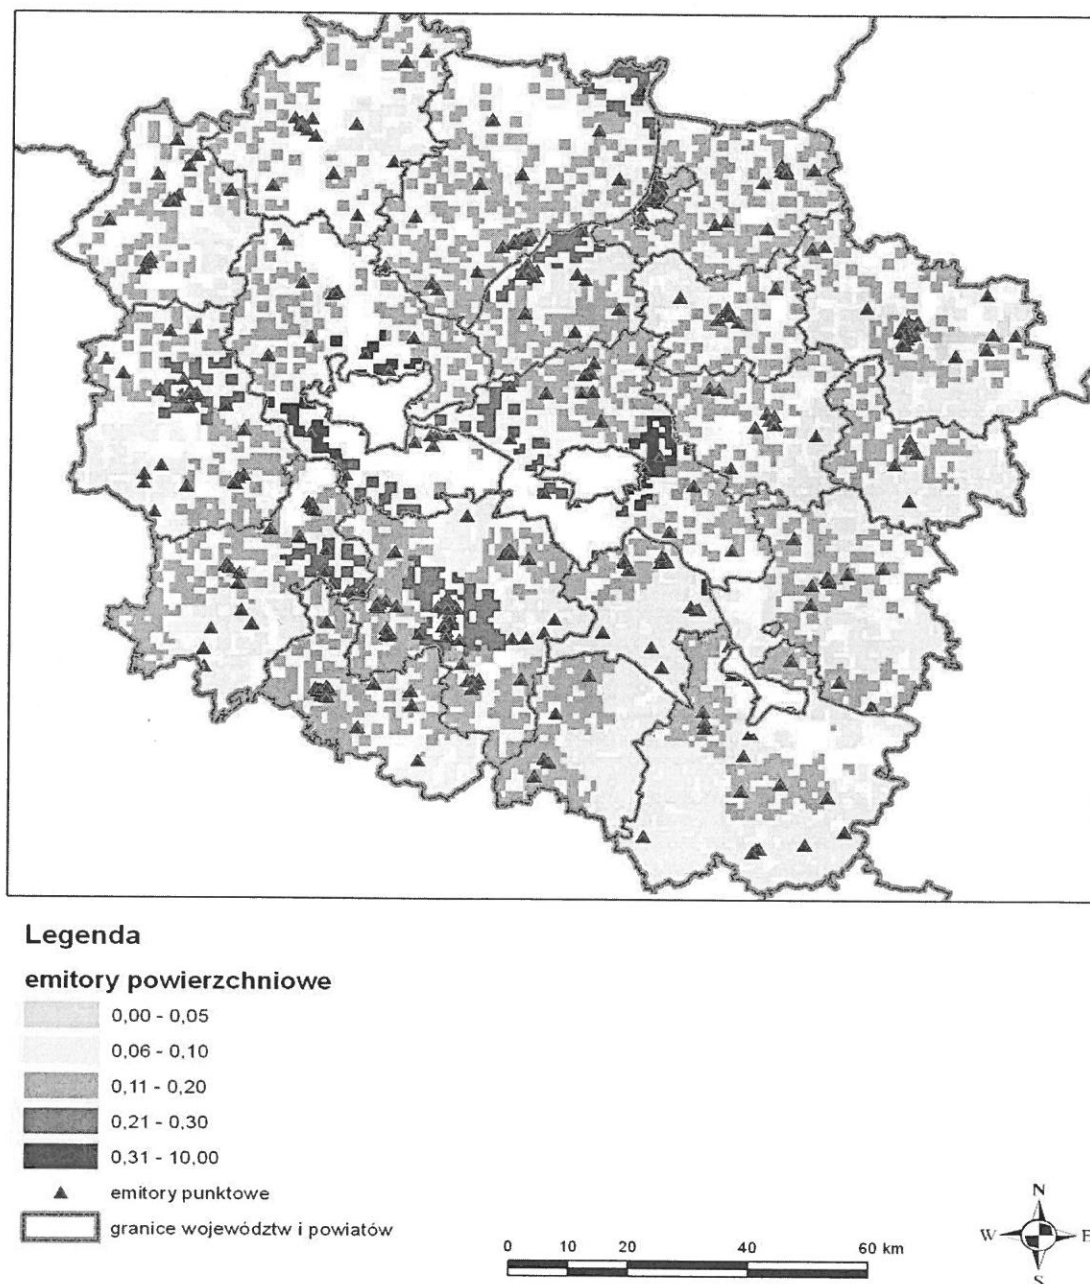 Legenda
emitory powierzchniowe
0,00 - 0,05
0,06 - 0,10
0,11 - 0,20
0,21 - 0,30
0,31 - 10,00
emitory punktowe
granice województw i powiatów
0 10 20 40 60 km
N
W E
S